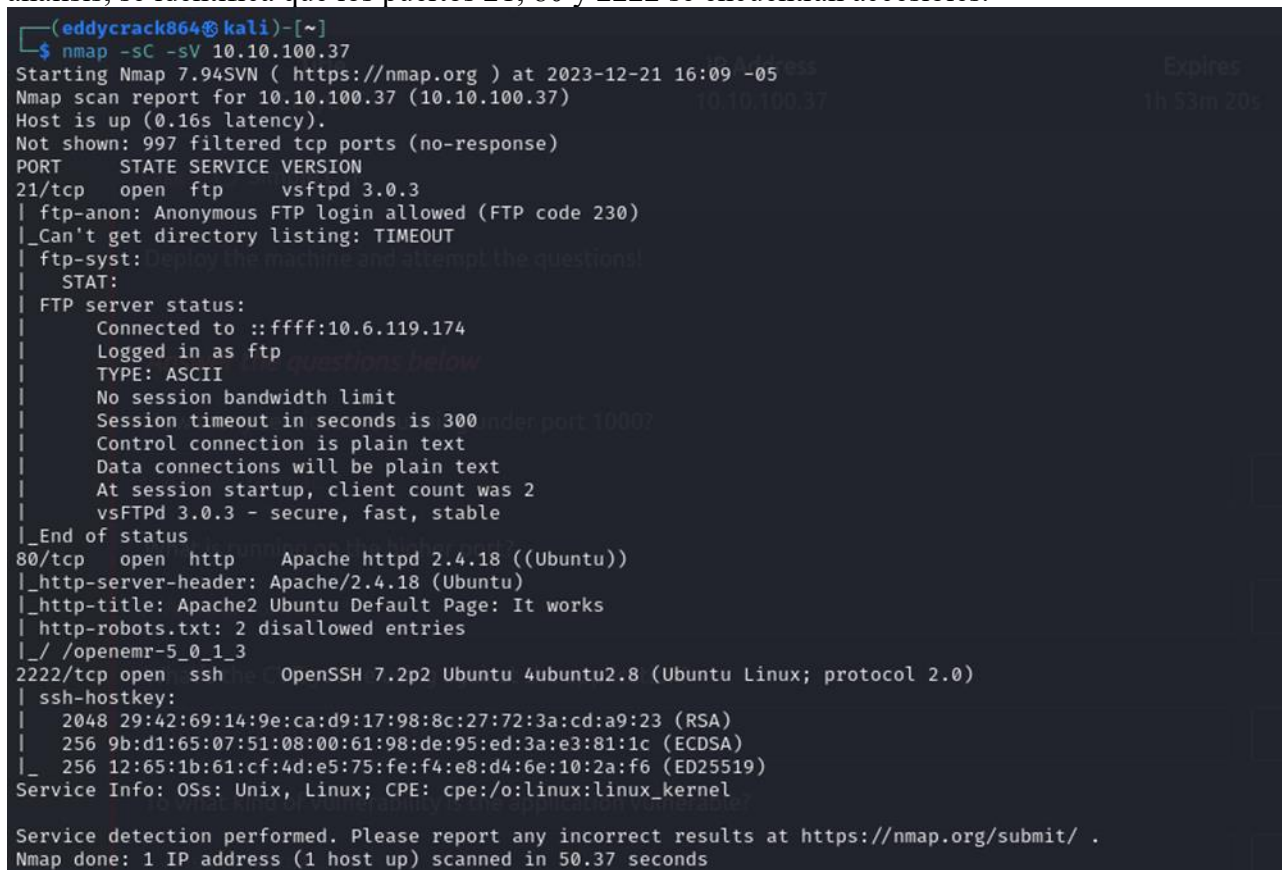 análisis, se identifica que los puertos 21, 80 y 2222 se encuentran accesibles.
┌──(eddycrack864㉿kali)-[~]
└─$ nmap -sC -sV 10.10.100.37
Starting Nmap 7.94SVN ( https://nmap.org ) at 2023-12-21 16:09 -05
Nmap scan report for 10.10.100.37 (10.10.100.37)
Host is up (0.16s latency).
Not shown: 997 filtered tcp ports (no-response)
PORT     STATE SERVICE VERSION
21/tcp   open  ftp     vsftpd 3.0.3
| ftp-anon: Anonymous FTP login allowed (FTP code 230)
|_Can't get directory listing: TIMEOUT
| ftp-syst:
|   STAT:
| FTP server status:
|      Connected to ::ffff:10.6.119.174
|      Logged in as ftp
|      TYPE: ASCII
|      No session bandwidth limit
|      Session timeout in seconds is 300
|      Control connection is plain text
|      Data connections will be plain text
|      At session startup, client count was 2
|      vsFTPd 3.0.3 - secure, fast, stable
|_End of status
80/tcp   open  http    Apache httpd 2.4.18 ((Ubuntu))
|_http-server-header: Apache/2.4.18 (Ubuntu)
|_http-title: Apache2 Ubuntu Default Page: It works
| http-robots.txt: 2 disallowed entries
|_/ /openemr-5_0_1_3
2222/tcp open  ssh     OpenSSH 7.2p2 Ubuntu 4ubuntu2.8 (Ubuntu Linux; protocol 2.0)
| ssh-hostkey:
|   2048 29:42:69:14:9e:ca:d9:17:98:8c:27:72:3a:cd:a9:23 (RSA)
|   256 9b:d1:65:07:51:08:00:61:98:de:95:ed:3a:e3:81:1c (ECDSA)
|_  256 12:65:1b:61:cf:4d:e5:75:fe:f4:e8:d4:6e:10:2a:f6 (ED25519)
Service Info: OSs: Unix, Linux; CPE: cpe:/o:linux:linux_kernel
Service detection performed. Please report any incorrect results at https://nmap.org/submit/ .
Nmap done: 1 IP address (1 host up) scanned in 50.37 seconds